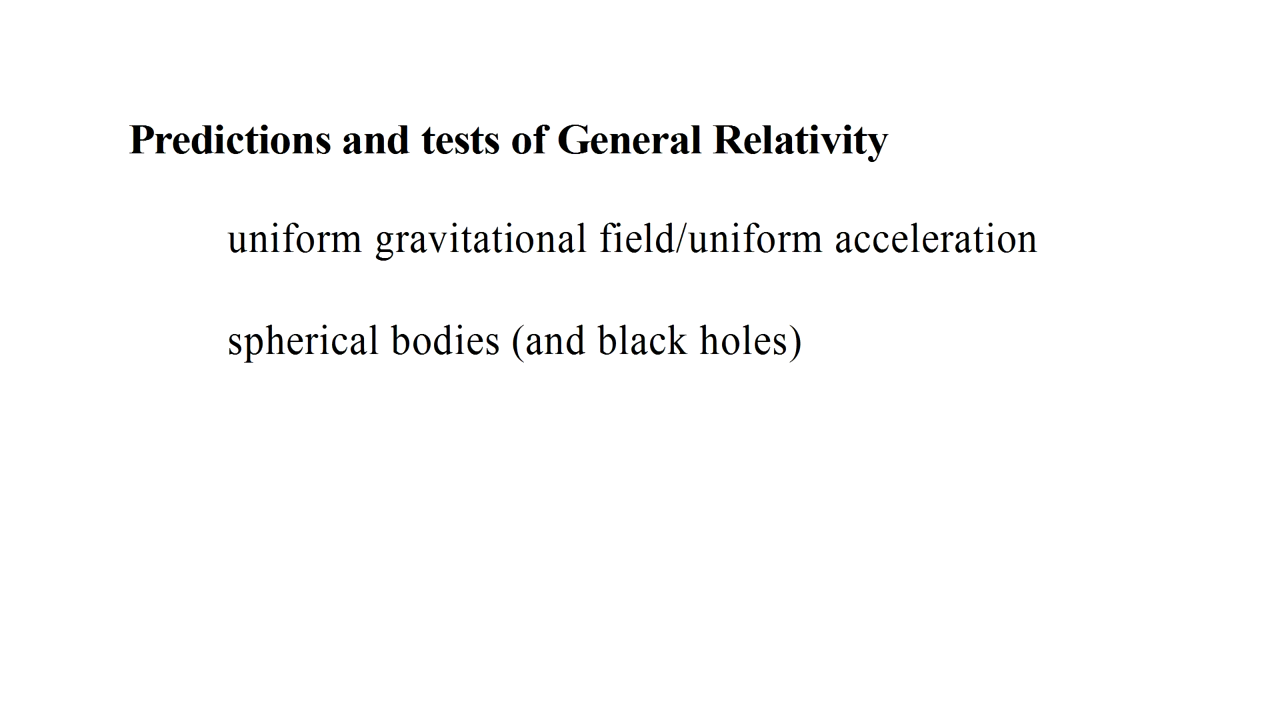 Predictions and tests of General Relativity
uniform gravitational field/uniform acceleration
spherical bodies (and black holes)